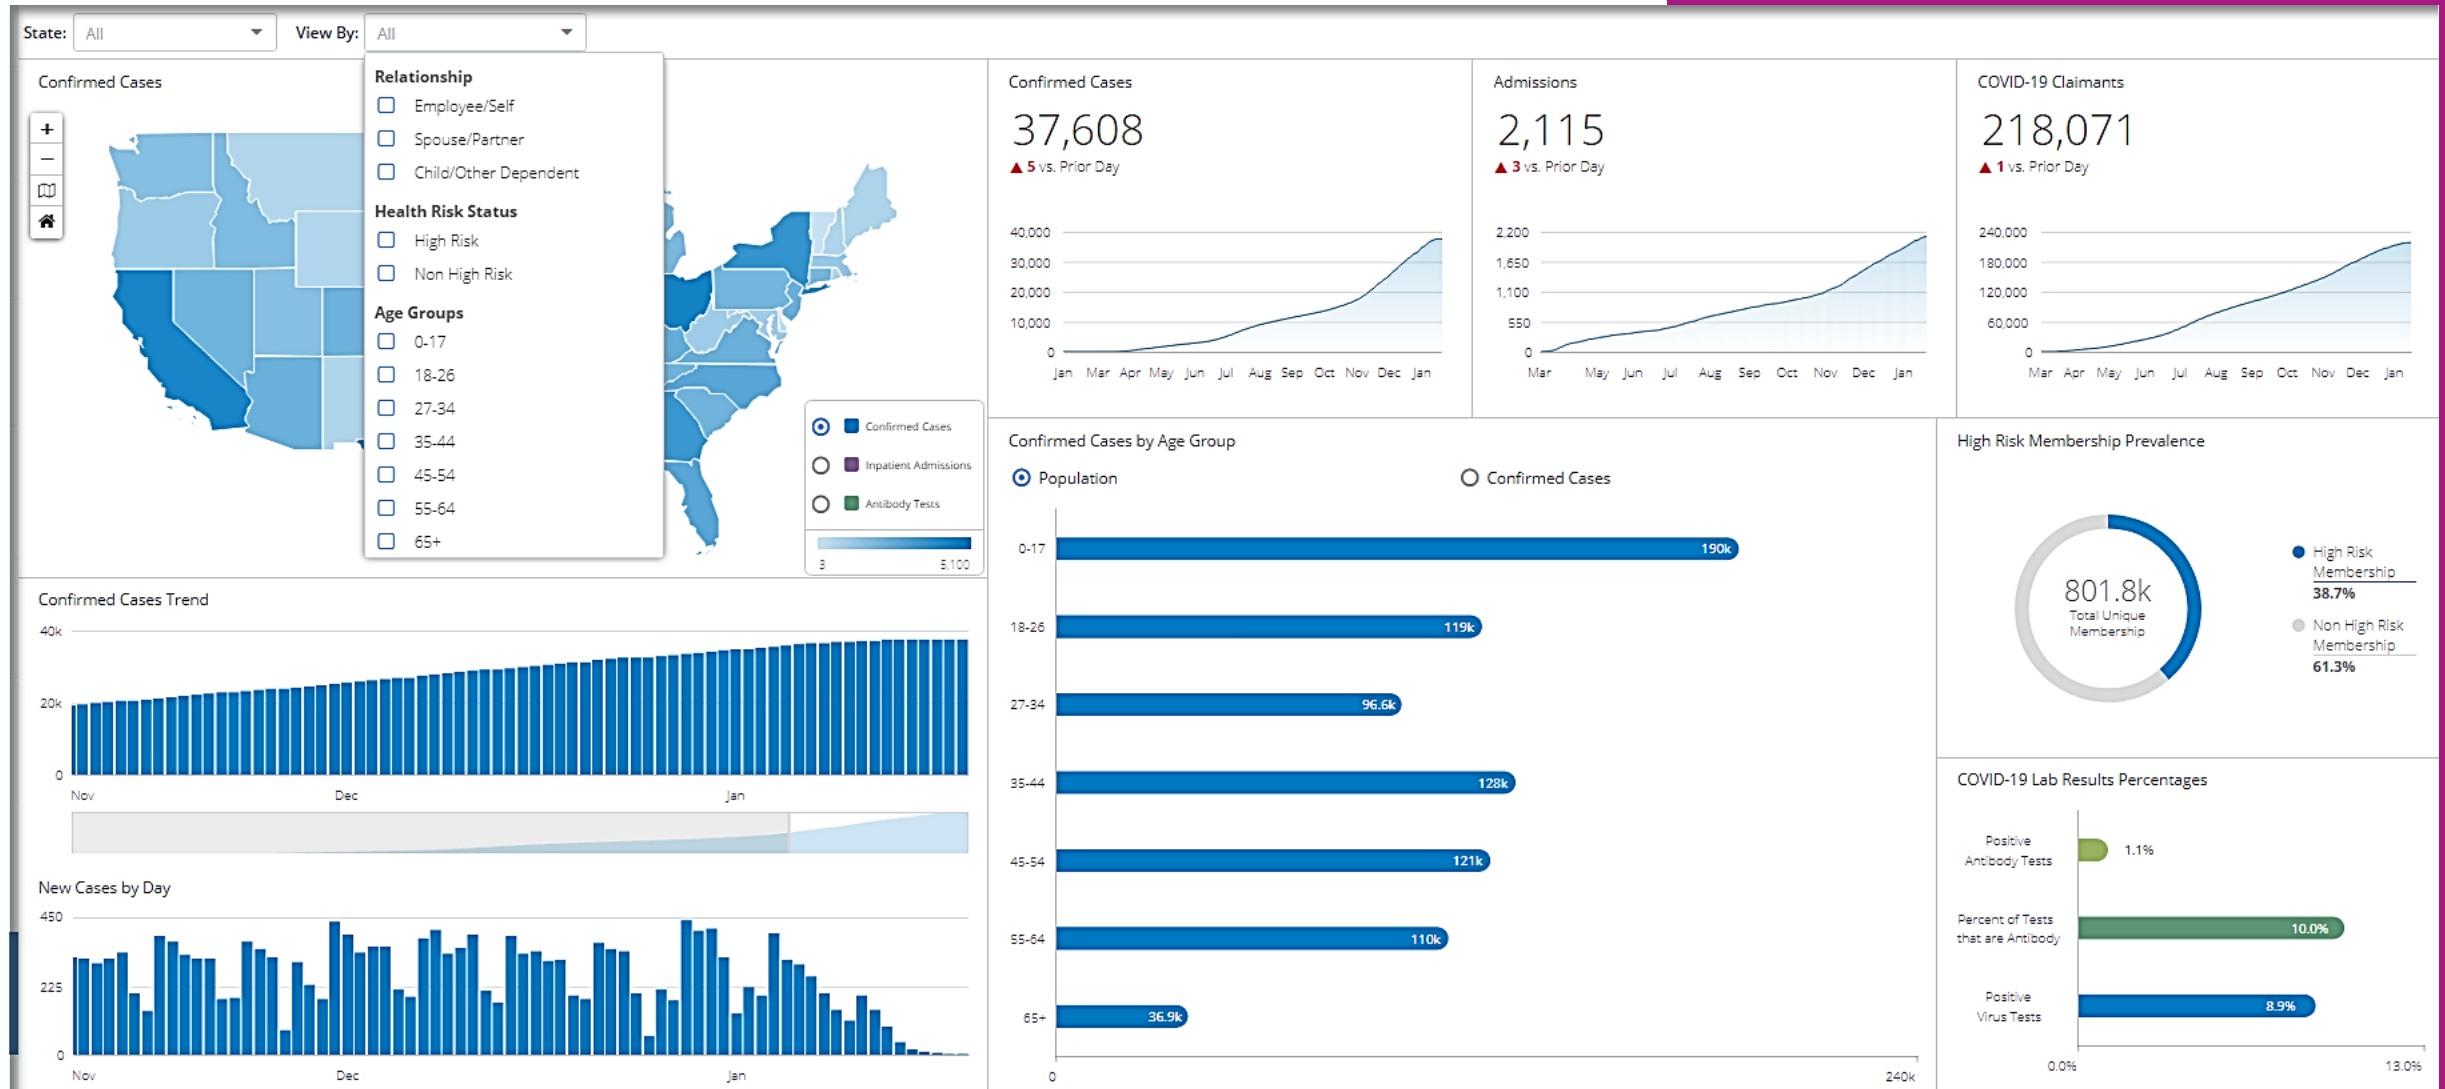 State: All View By: All
Relationship
Employee/Self
Spouse/Partner
Child/Other Dependent
Health Risk Status
High Risk
Non High Risk
Age Groups
0-17
18-26
27-34
35-44
45-54
55-64
65+
Confirmed Cases
+
−
Confirmed Cases
Inpatient Admissions
Antibody Tests
3 5,100
Confirmed Cases
37,608
▲ 5 vs. Prior Day
40,000
30,000
20,000
10,000
0
Jan Mar Apr May Jun Jul Aug Sep Oct Nov Dec Jan
Admissions
2,115
▲ 3 vs. Prior Day
2,200
1,650
1,100
550
0
Mar May Jun Jul Aug Sep Oct Nov Dec Jan
COVID-19 Claimants
218,071
▲ 1 vs. Prior Day
240,000
180,000
120,000
60,000
0
Mar Apr May Jun Jul Aug Sep Oct Nov Dec Jan
Confirmed Cases Trend
40k
20k
0
Nov Dec Jan
New Cases by Day
450
225
0
Nov Dec Jan
Confirmed Cases by Age Group
Population Confirmed Cases
0-17 190k
18-26 119k
27-34 96.6k
35-44 128k
45-54 121k
55-64 110k
65+ 36.9k
0 240k
High Risk Membership Prevalence
801.8k
Total Unique
Membership
High Risk
Membership
38.7%
Non High Risk
Membership
61.3%
COVID-19 Lab Results Percentages
Positive
Antibody Tests
1.1%
Percent of Tests
that are Antibody
10.0%
Positive
Virus Tests
8.9%
0.0% 13.0%